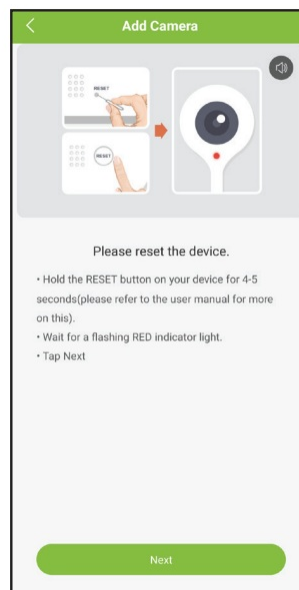 Add Camera
RESET
RESET
Please reset the device.
• Hold the RESET button on your device for 4-5
seconds(please refer to the user manual for more
on this).
• Wait for a flashing RED indicator light.
• Tap Next
Next